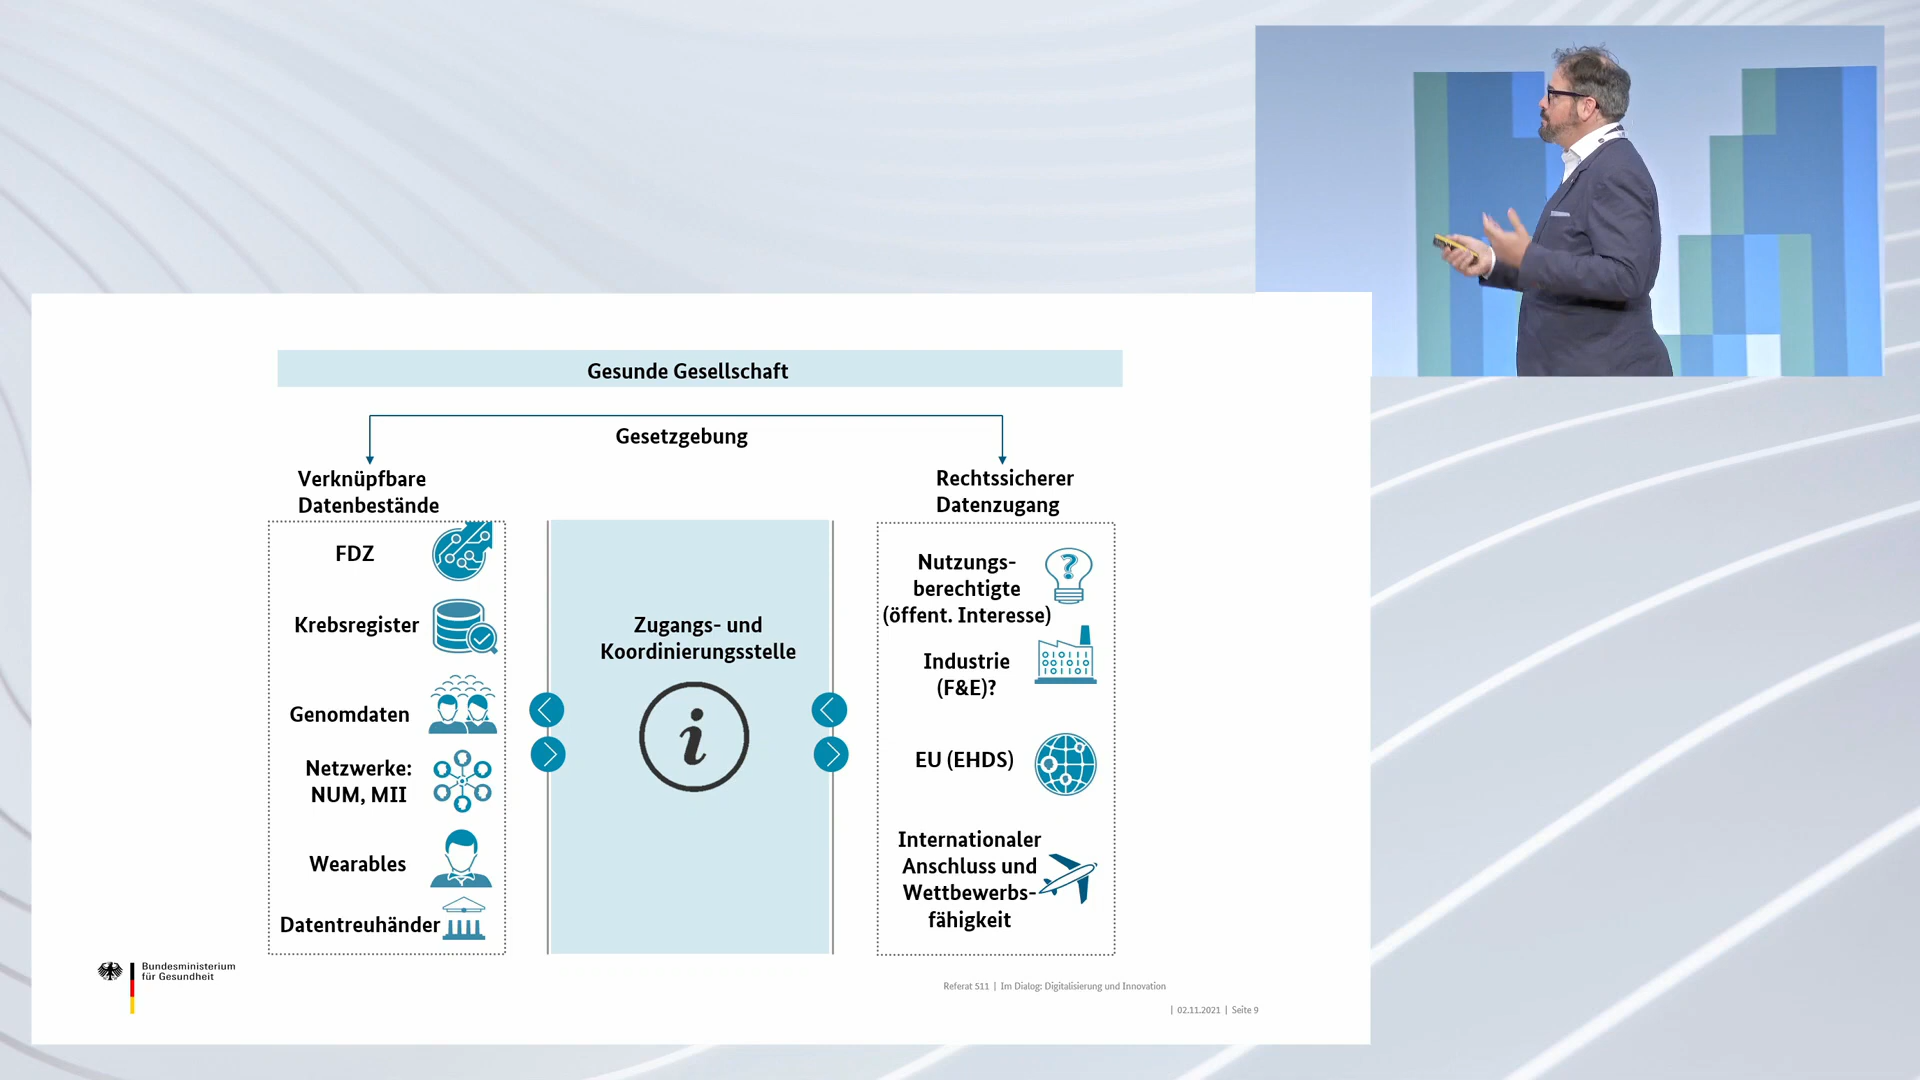 Gesunde Gesellschaft
Gesetzgebung
Verknüpfbare
Datenbestände
FDZ
Krebsregister
Genomdaten
Netzwerke:
NUM, MII
Wearables
Datentreuhänder
Zugangs- und
Koordinierungsstelle
i
Rechtssicherer
Datenzugang
Nutzungs-
berechtigte
(öffent. Interesse)
?
Industrie
(F&E)?
EU (EHDS)
Internationaler
Anschluss und
Wettbewerbs-
fähigkeit
Bundesministerium
für Gesundheit
Referat 511 | Im Dialog: Digitalisierung und Innovation
| 02.11.2021 | Seite 9